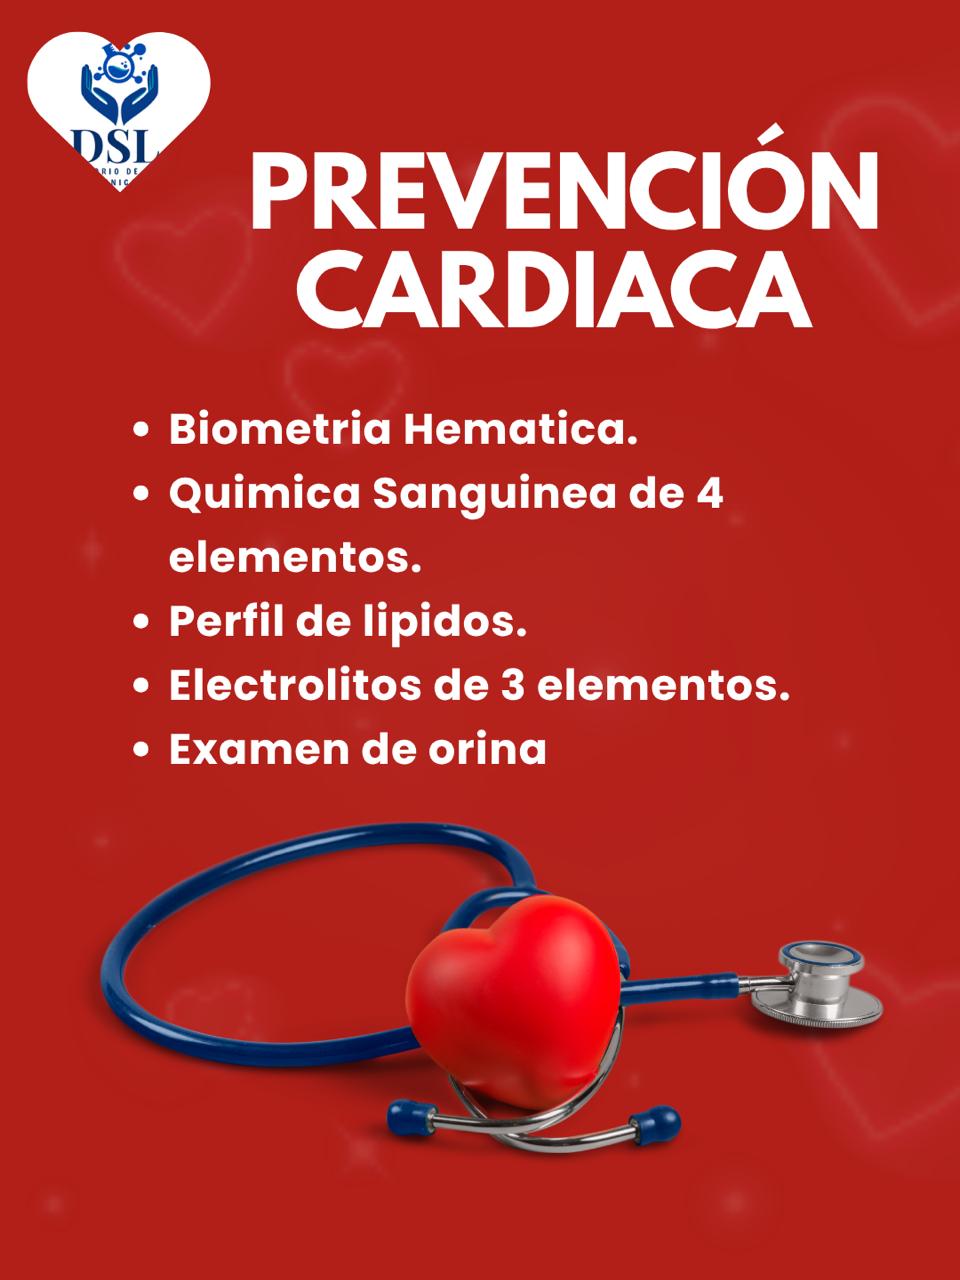 DSL
PREVENCIÓN
CARDIACA
• Biometria Hematica.
• Quimica Sanguinea de 4
elementos.
• Perfil de lipidos.
• Electrolitos de 3 elementos.
• Examen de orina